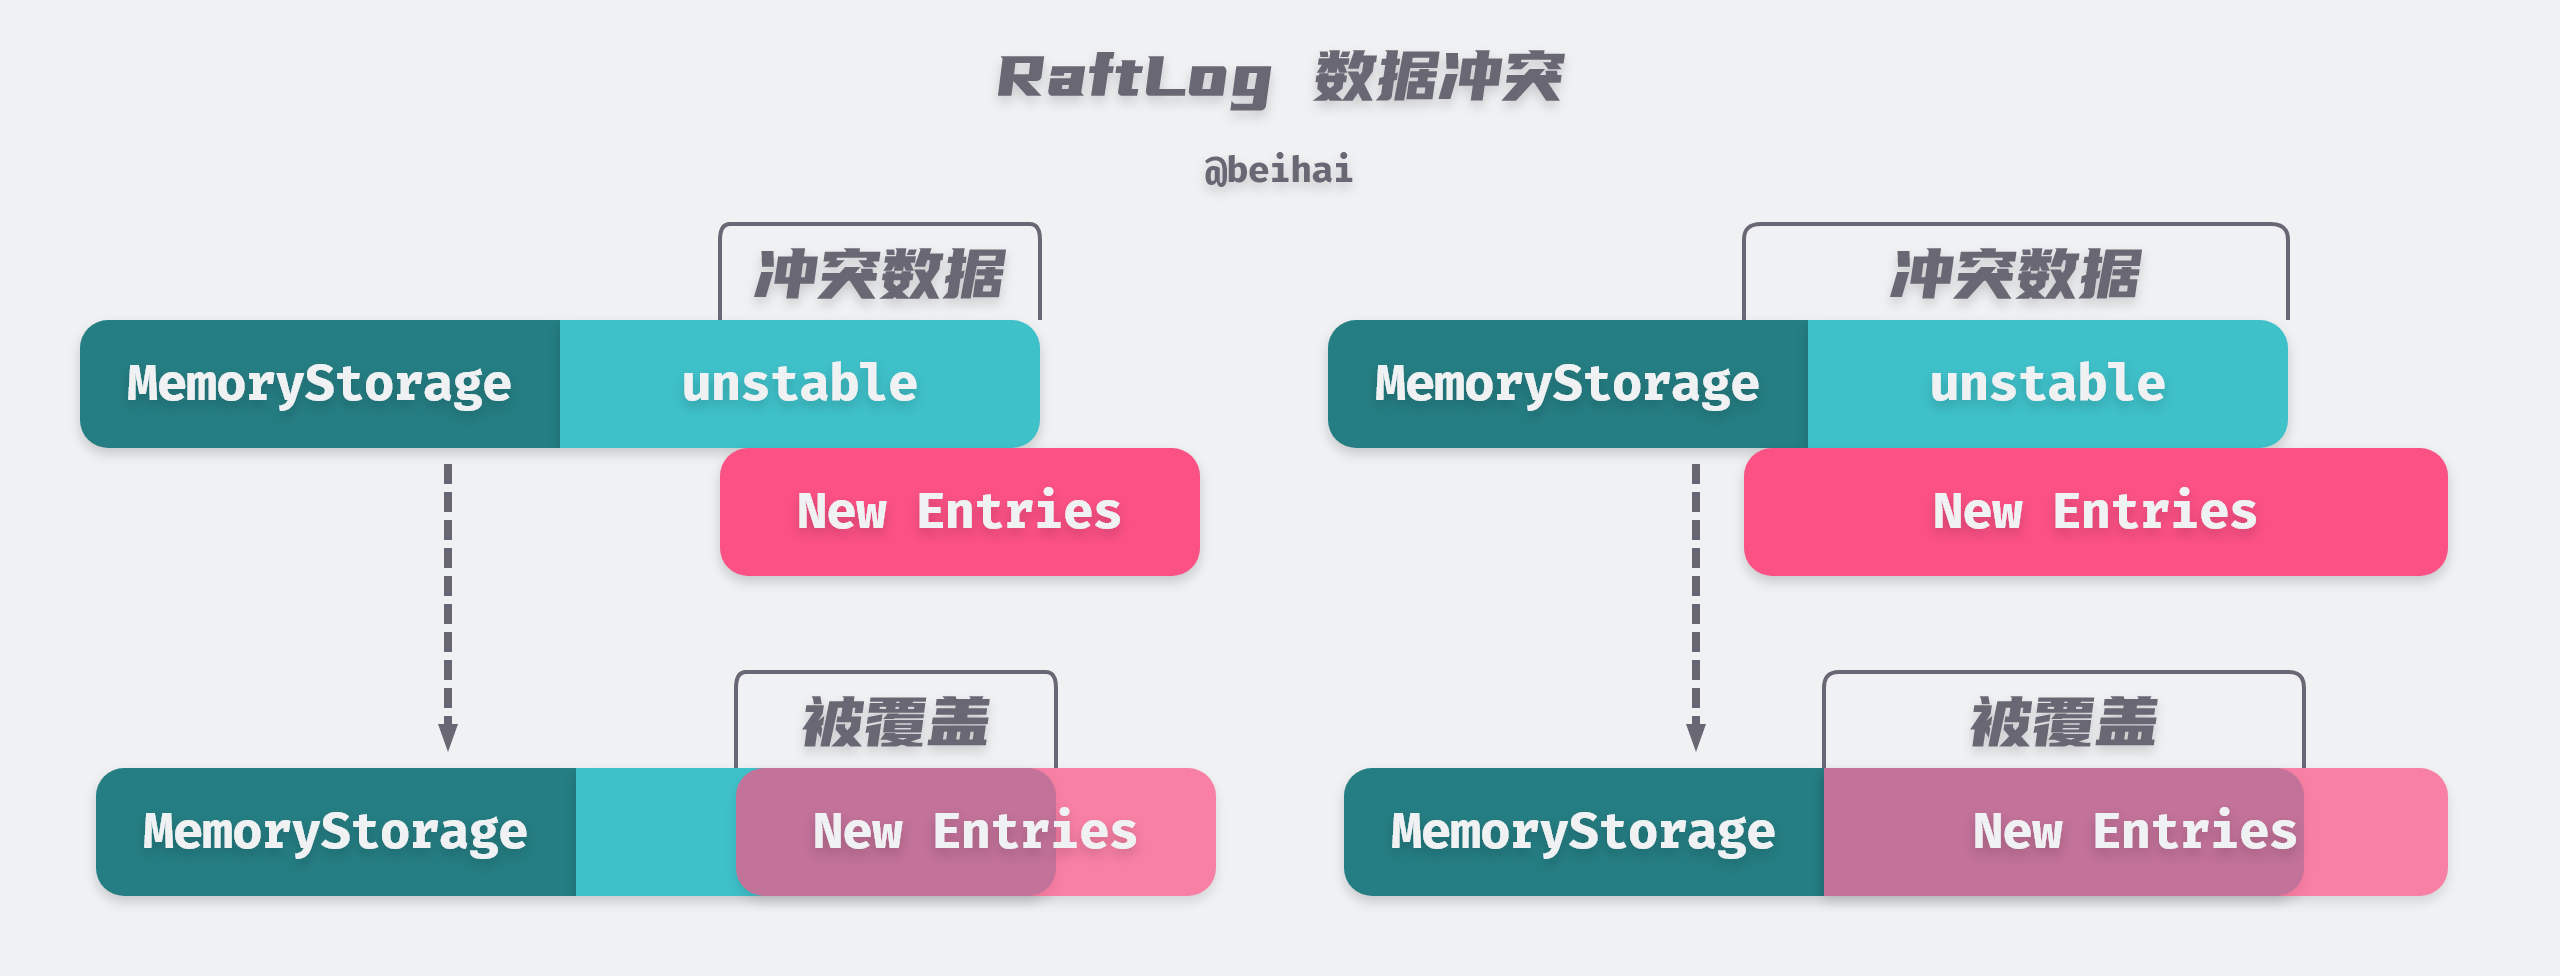 RaftLog 数据冲突
@beihai
冲突数据
MemoryStorage unstable
New Entries
被覆盖
MemoryStorage New Entries
冲突数据
MemoryStorage unstable
New Entries
被覆盖
MemoryStorage New Entries